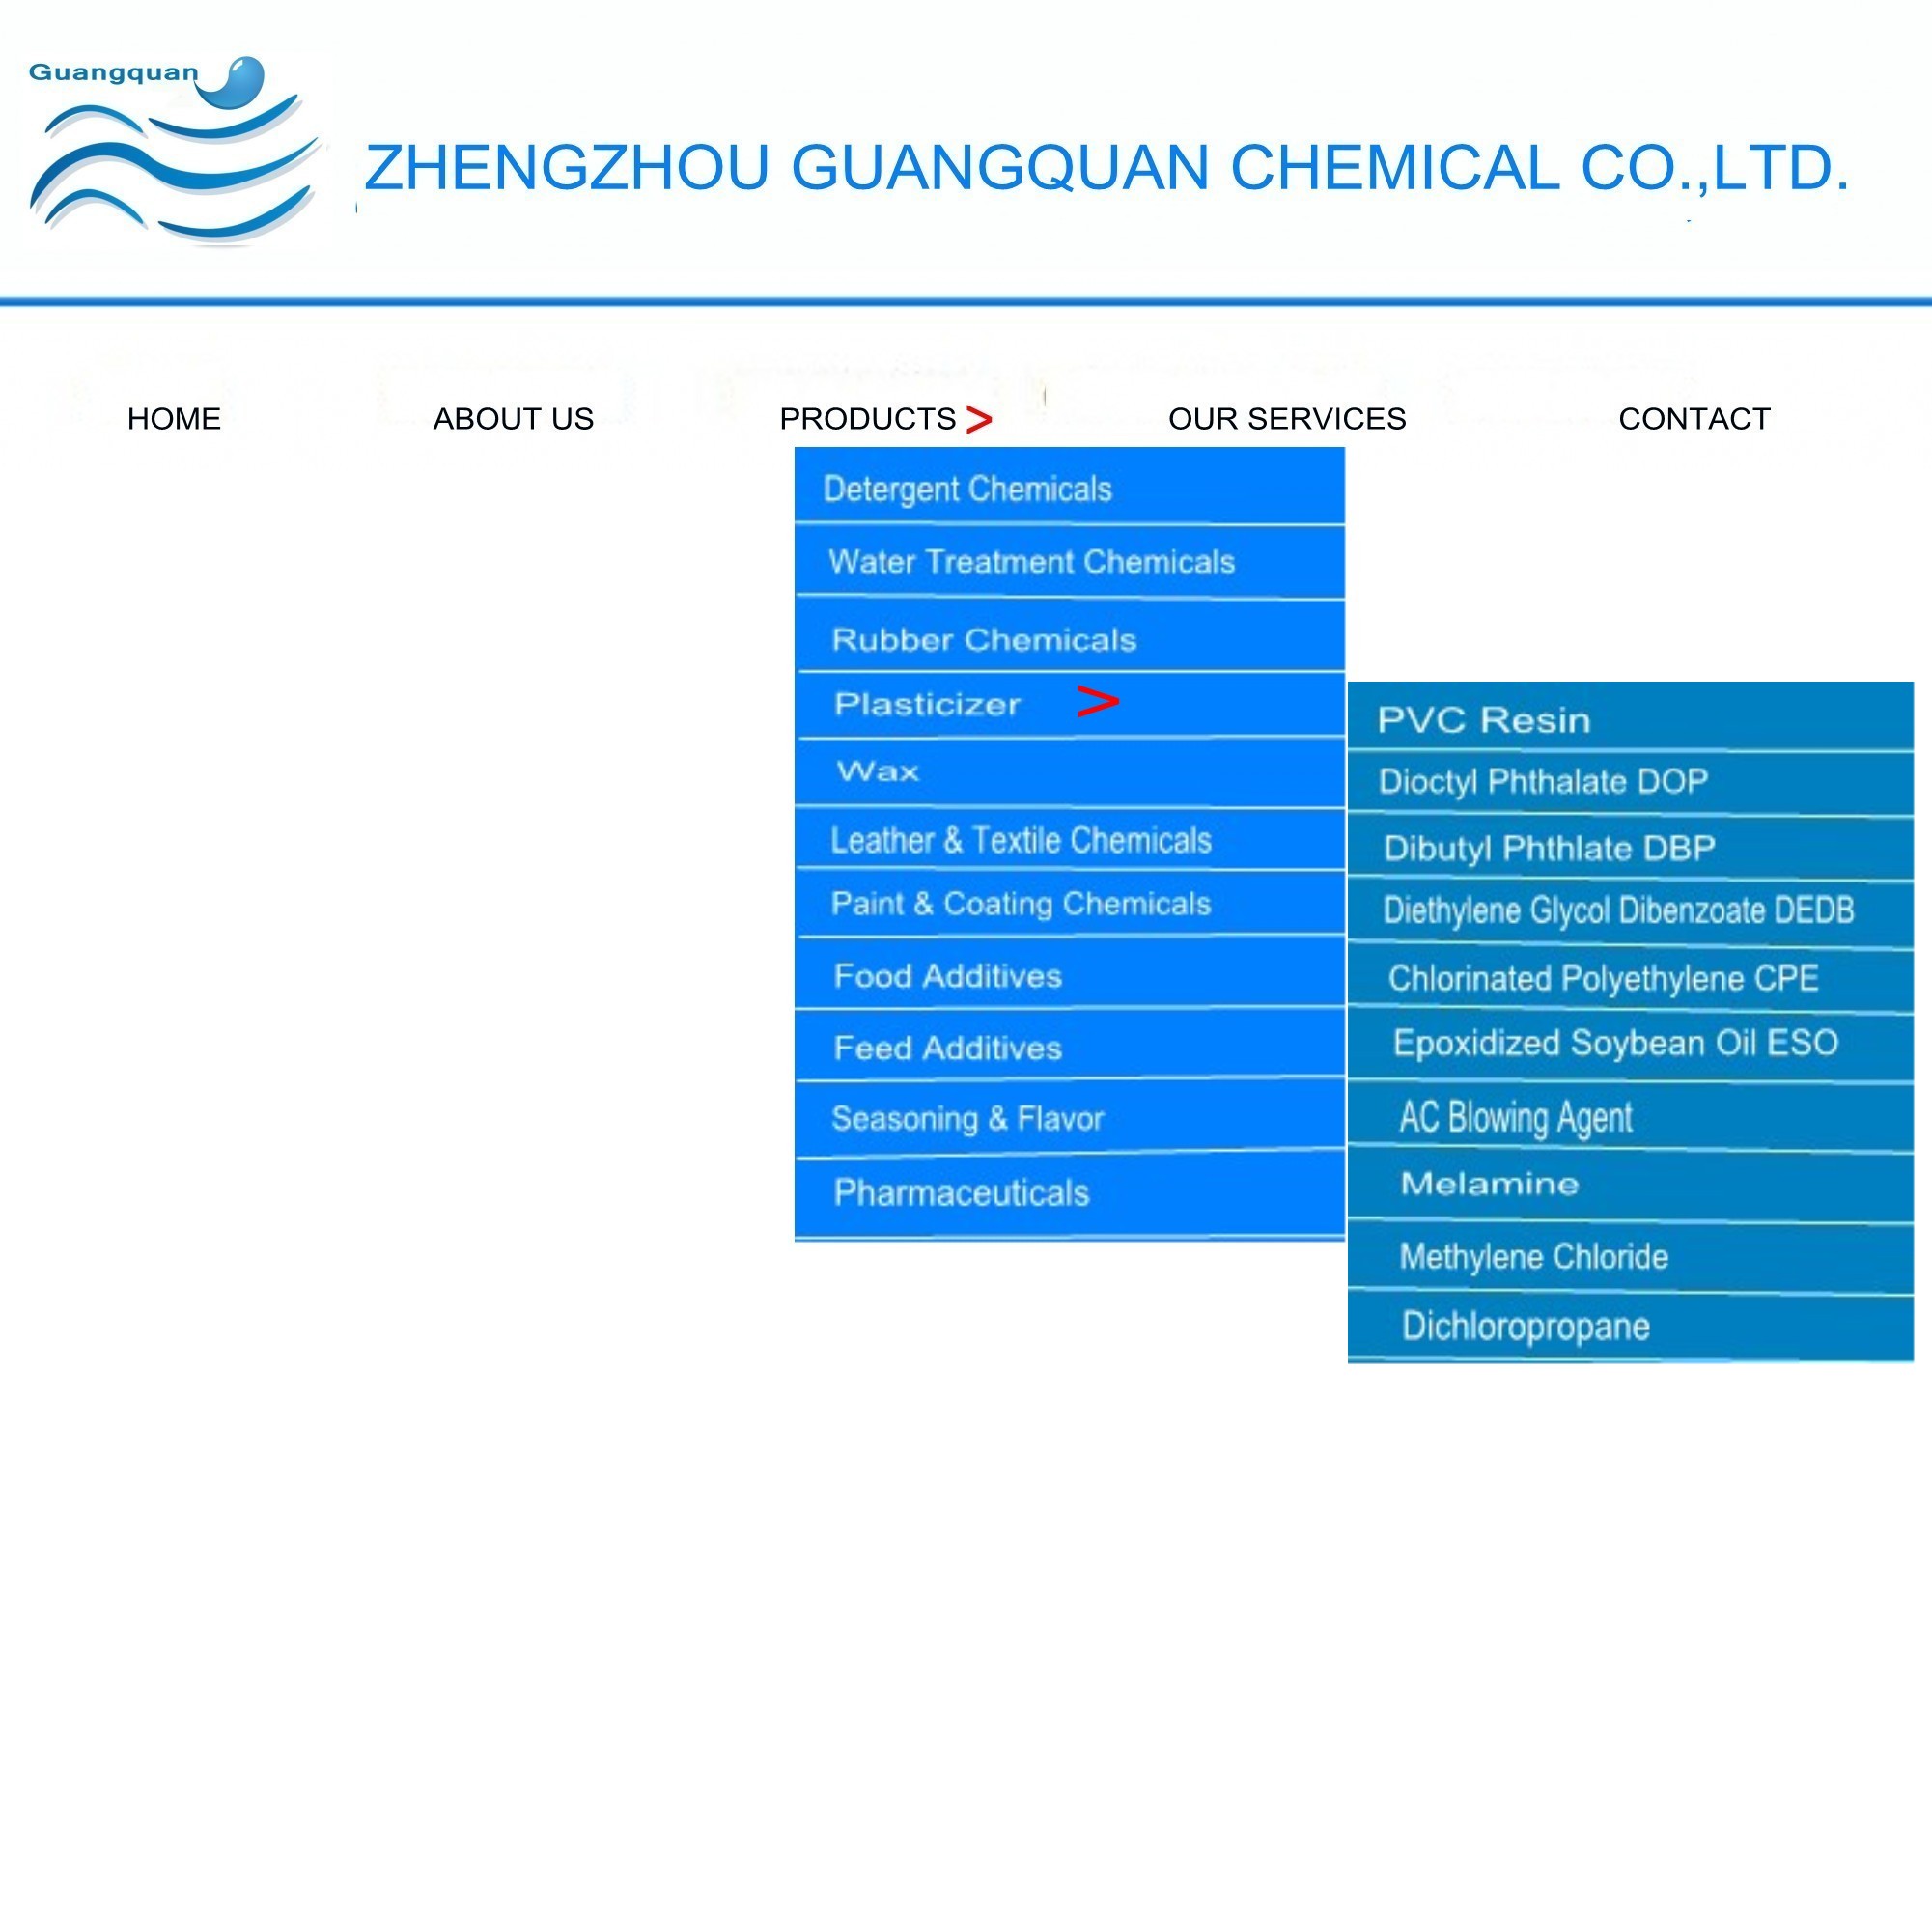 Guangquan
ZHENGZHOU GUANGQUAN CHEMICAL CO.,LTD.
HOME
ABOUT US
PRODUCTS >
OUR SERVICES
CONTACT
Detergent Chemicals
Water Treatment Chemicals
Rubber Chemicals
Plasticizer >
Wax
Leather & Textile Chemicals
Paint & Coating Chemicals
Food Additives
Feed Additives
Seasoning & Flavor
Pharmaceuticals
PVC Resin
Dioctyl Phthalate DOP
Dibutyl Phthlate DBP
Diethylene Glycol Dibenzoate DEDB
Chlorinated Polyethylene CPE
Epoxidized Soybean Oil ESO
AC Blowing Agent
Melamine
Methylene Chloride
Dichloropropane